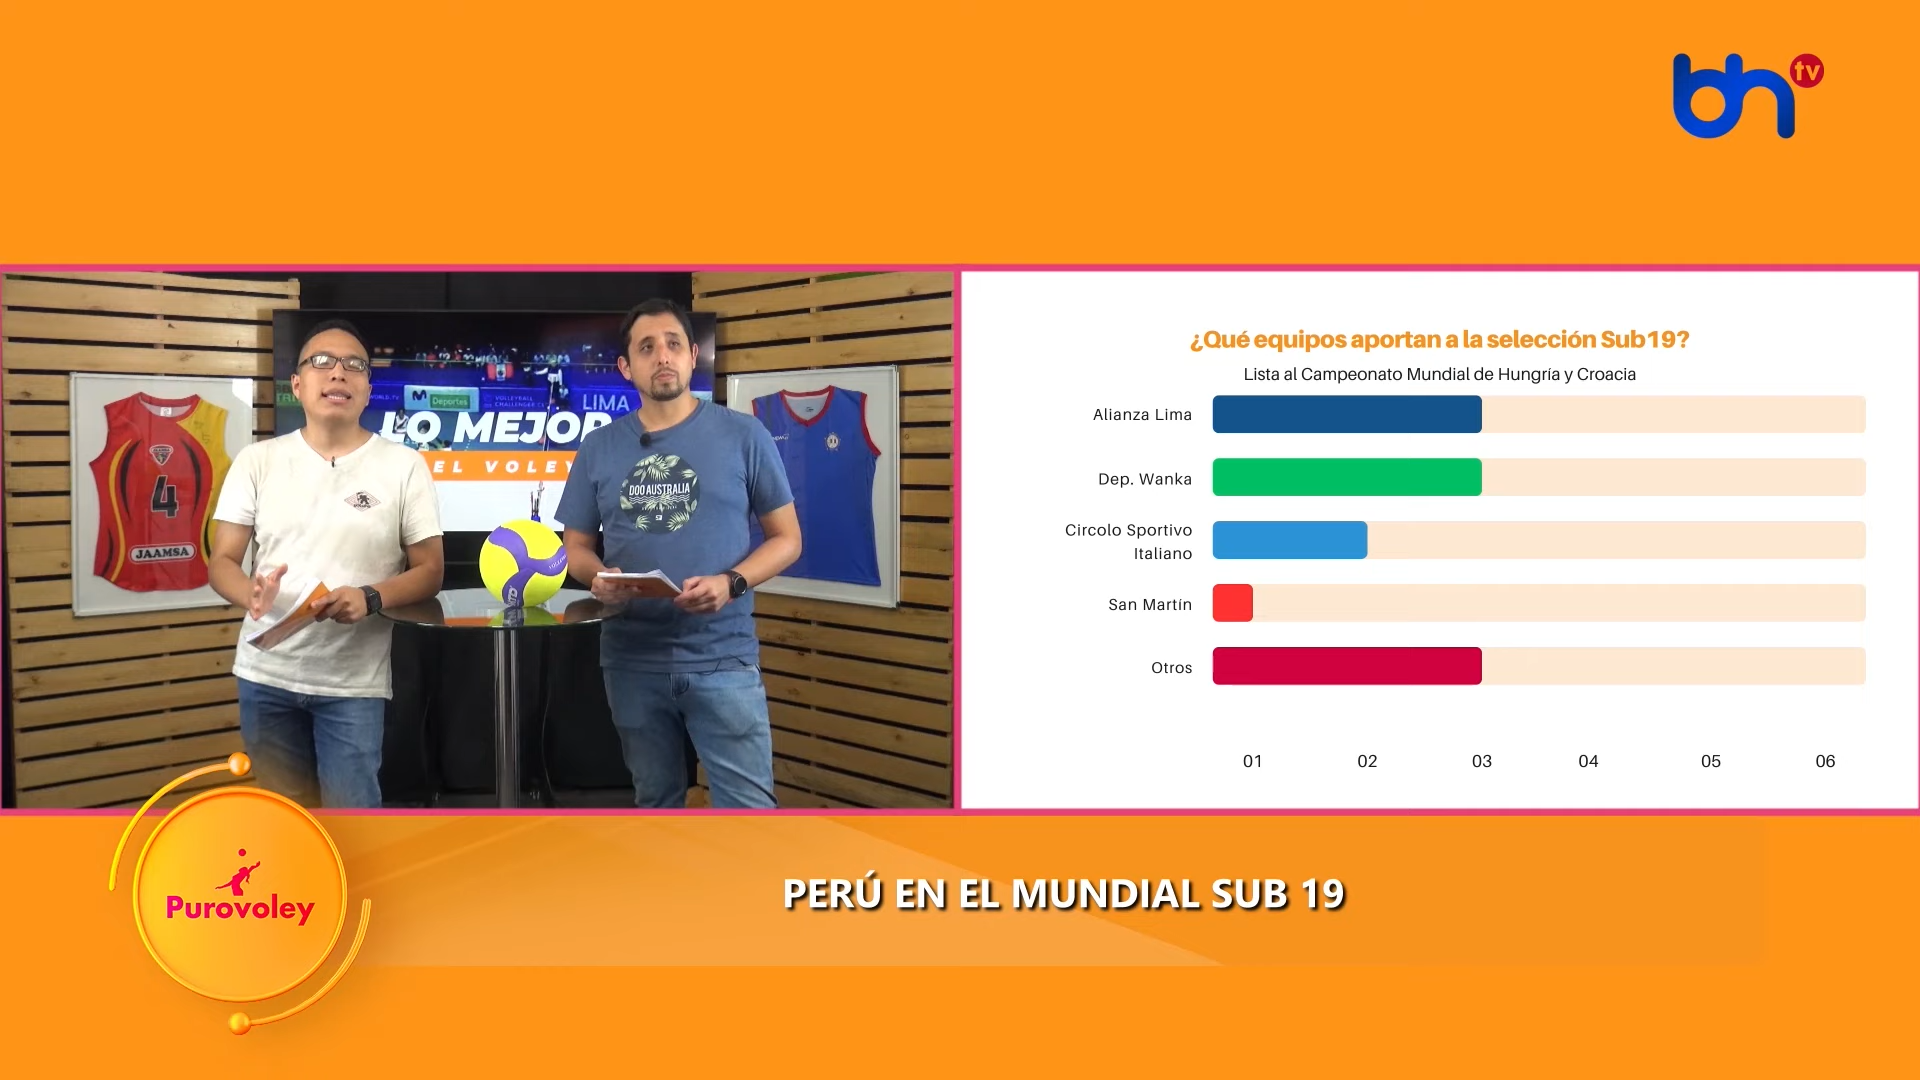 bh tv
¿Qué equipos aportan a la selección Sub19?
Lista al Campeonato Mundial de Hungría y Croacia
Alianza Lima
Dep. Wanka
Circolo Sportivo
Italiano
San Martín
Otros
01 02 03 04 05 06
Deportes
LIMA
LO MEJOR
EL VOLEY
4
JAAMSA
DOO AUSTRALIA
9
PERÚ EN EL MUNDIAL SUB 19
Purovoley